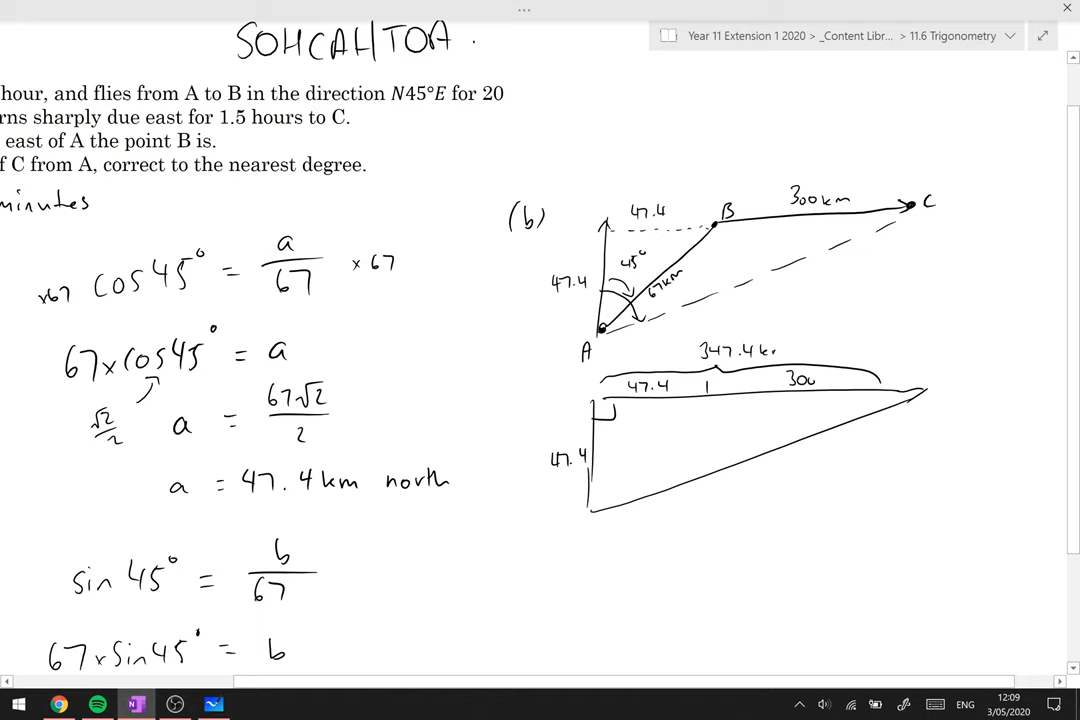 SOHCAHTOA .
Year 11 Extension 1 2020 > _Content Libr... > 11.6 Trigonometry
hour, and flies from A to B in the direction N45°E for 20
rns sharply due east for 1.5 hours to C.
east of A the point B is.
f C from A, correct to the nearest degree.
minutes
×67 cos 45° = a/67 × 67
67 × cos 45° = a
√2/2
a = 67√2/2
a = 47.4 km north
sin 45° = b/67
67 × sin 45° = b
(b)
47.4
B
300 km
C
47.4
45°
67km
A
347.4 k
47.4
300
47.4
ENG
12:09
3/05/2020